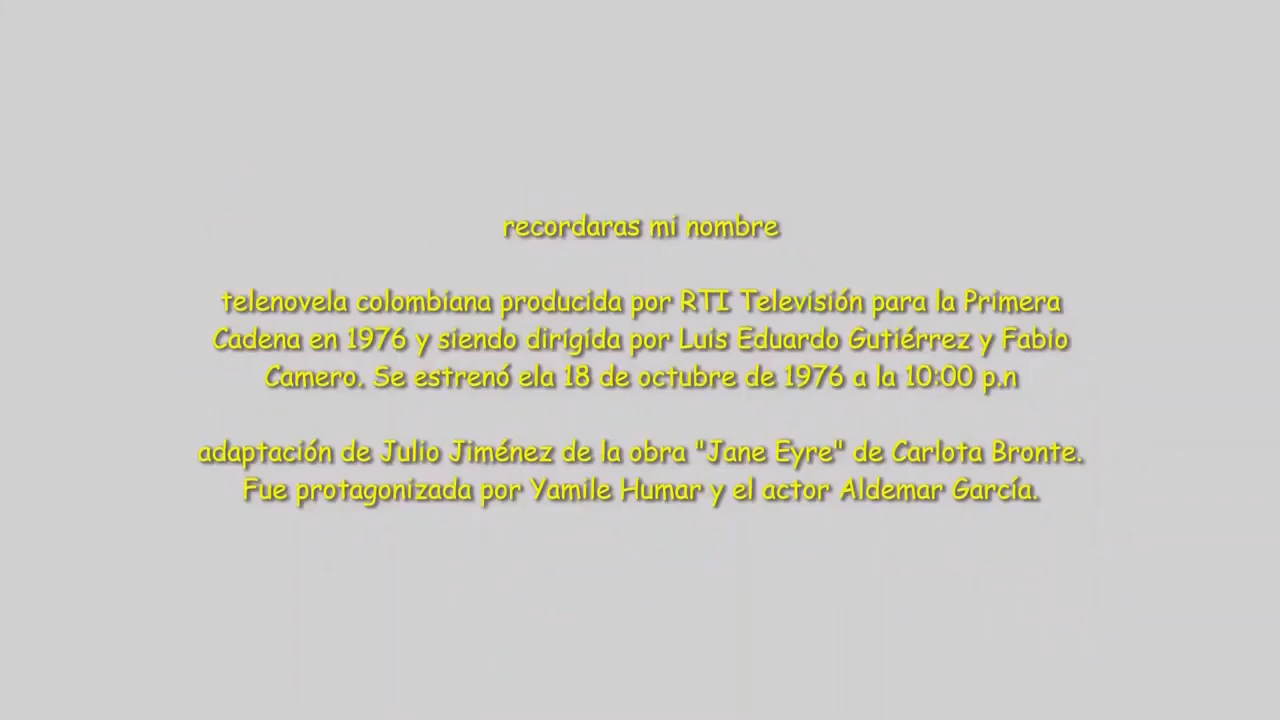 recordaras mi nombre
telenovela colombiana producida por RTI Televisión para la Primera
Cadena en 1976 y siendo dirigida por Luis Eduardo Gutiérrez y Fabio
Camero. Se estrenó ela 18 de octubre de 1976 a la 10:00 p.n
adaptación de Julio Jiménez de la obra "Jane Eyre" de Carlota Bronte.
Fue protagonizada por Yamile Humar y el actor Aldemar García.